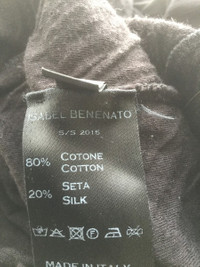 ISABEL BENENATO
S/S 2015
80% COTONE
COTTON
20% SETA
SILK
MADE IN ITALY